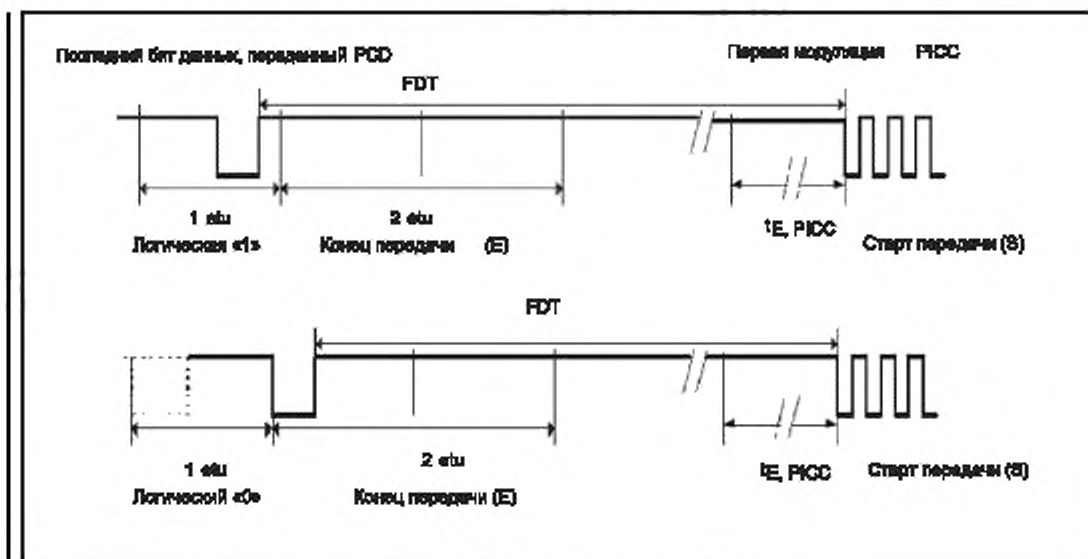 Последний бит данных, переданный PCD
Первая модуляция PICC
FDT
1 etu
2 etu
Логическая «1»
Конец передачи (E)
tE, PICC
Старт передачи (S)
FDT
1 etu
2 etu
Логический «0»
Конец передачи (E)
tE, PICC
Старт передачи (S)